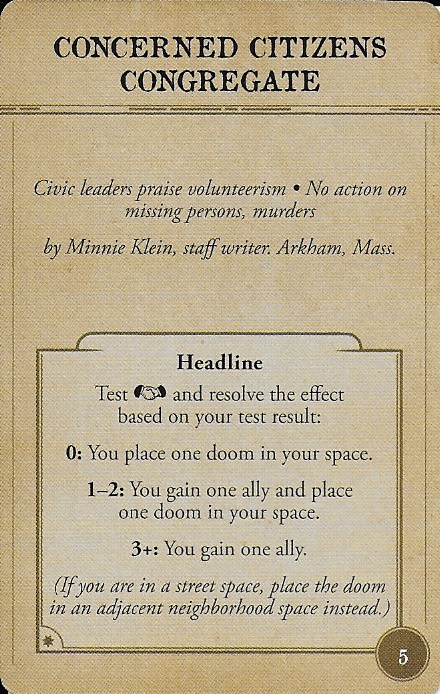 CONCERNED CITIZENS
CONGREGATE
Civic leaders praise volunteerism • No action on
missing persons, murders
by Minnie Klein, staff writer. Arkham, Mass.
Headline
Test and resolve the effect
based on your test result:
0: You place one doom in your space.
1–2: You gain one ally and place
one doom in your space.
3+: You gain one ally.
(If you are in a street space, place the doom
in an adjacent neighborhood space instead.)
5